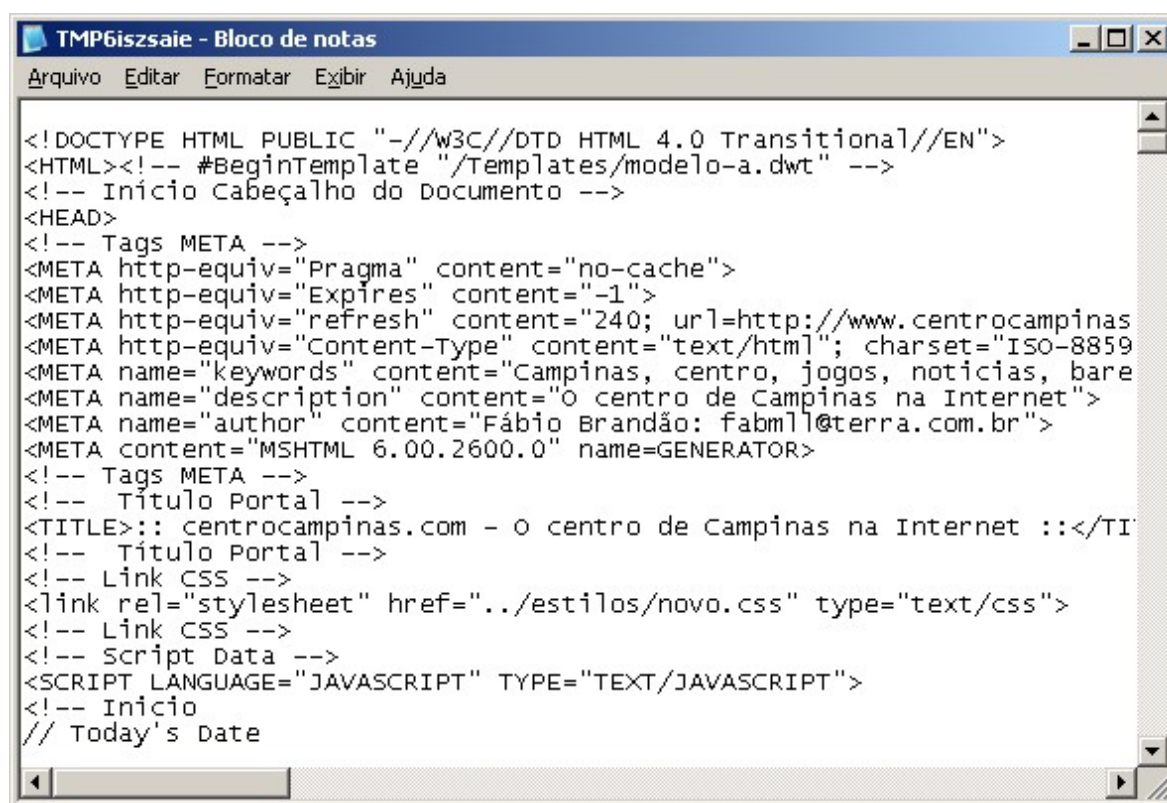 TMP6iszsaie - Bloco de notas
Arquivo Editar Formatar Exibir Ajuda
<!DOCTYPE HTML PUBLIC "-//W3C//DTD HTML 4.0 Transitional//EN">
<HTML><!-- #BeginTemplate "/Templates/modelo-a.dwt" -->
<!-- Início Cabeçalho do Documento -->
<HEAD>
<!-- Tags META -->
<META http-equiv="Pragma" content="no-cache">
<META http-equiv="Expires" content="-1">
<META http-equiv="refresh" content="240; url=http://www.centrocampinas
<META http-equiv="Content-Type" content="text/html"; charset="ISO-8859
<META name="keywords" content="Campinas, centro, jogos, noticias, bare
<META name="description" content="O centro de Campinas na Internet">
<META name="author" content="Fábio Brandão: fabmll@terra.com.br">
<META content="MSHTML 6.00.2600.0" name=GENERATOR>
<!-- Tags META -->
<!--  Título Portal -->
<TITLE>:: centrocampinas.com - O centro de Campinas na Internet ::</TI
<!--  Título Portal -->
<!-- Link CSS -->
<link rel="stylesheet" href="../estilos/novo.css" type="text/css">
<!-- Link CSS -->
<!-- Script Data -->
<SCRIPT LANGUAGE="JAVASCRIPT" TYPE="TEXT/JAVASCRIPT">
<!-- Inicio
// Today's Date